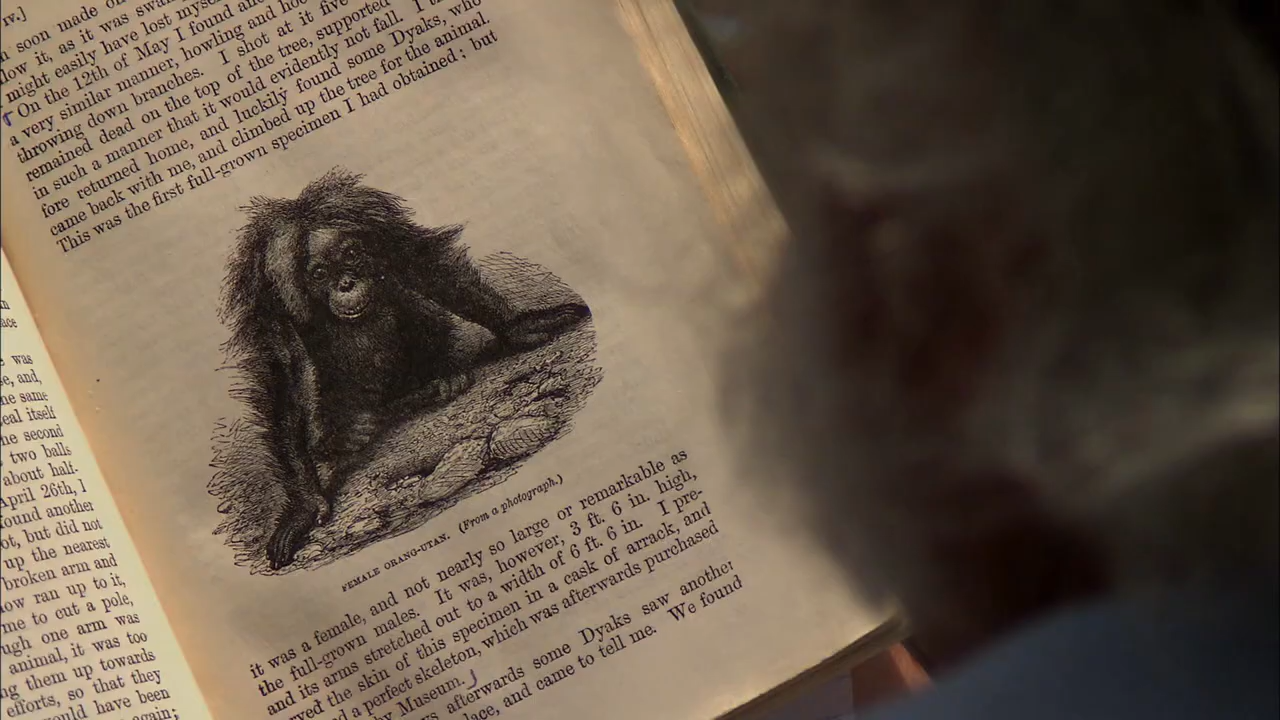 IV.]
soon made
low it, as it was
might easily have lost
On the 12th of May I found
a very similar manner, howling and
throwing down branches. I shot at it five
remained dead on the top of the tree, supported
in such a manner that it would evidently not fall. I
fore returned home, and luckily found some Dyaks, who
came back with me, and climbed up the tree for the animal.
This was the first full-grown specimen I had obtained; but
FEMALE ORANG-UTAN. (From a photograph.)
it was a female, and not nearly so large or remarkable as
the full-grown males. It was, however, 3 ft. 6 in. high,
and its arms stretched out to a width of 6 ft. 6 in. I pre-
rved the skin of this specimen in a cask of arrack, and
d a perfect skeleton, which was afterwards purchased
Museum.
afterwards some Dyaks saw another
lace, and came to tell me. We found
was
and,
same
eal itself
he second
two balls
about half-
April 26th, I
found another
ot, but did not
up the nearest
broken arm and
now ran up to it,
me to cut a pole,
ugh one arm was
animal, it was too
ng them up towards
efforts, so that they
ould have been
again;